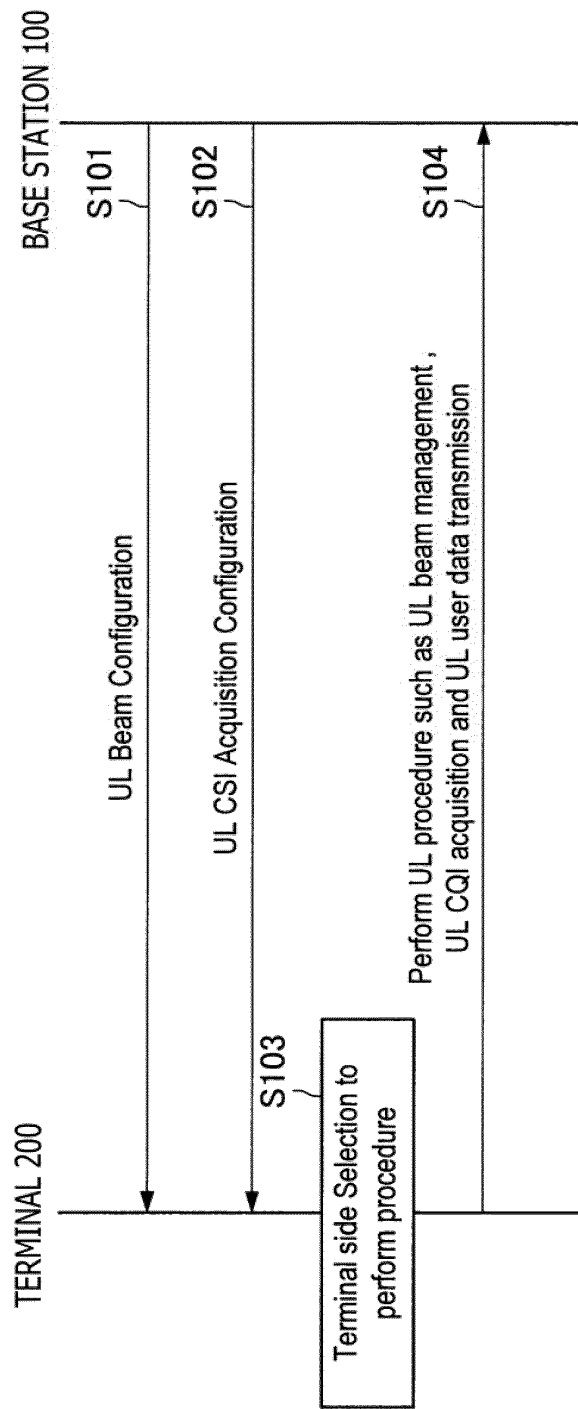 TERMINAL 200
BASE STATION 100
UL Beam Configuration
S101
UL CSI Acquisition Configuration
S102
S103
Terminal side Selection to
perform procedure
Perform UL procedure such as UL beam management ,
UL CQI acquisition and UL user data transmission
S104